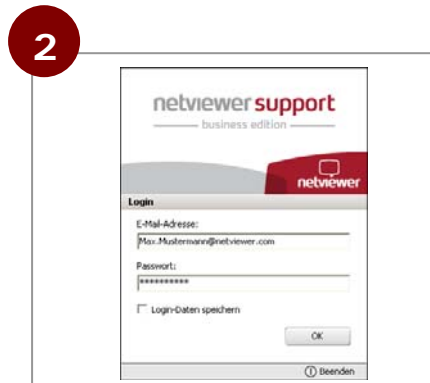 2
netviewer support
business edition
netviewer
Login
E-Mail-Adresse:
Max.Mustermann@netviewer.com
Passwort:
**********
Login-Daten speichern
OK
Beenden